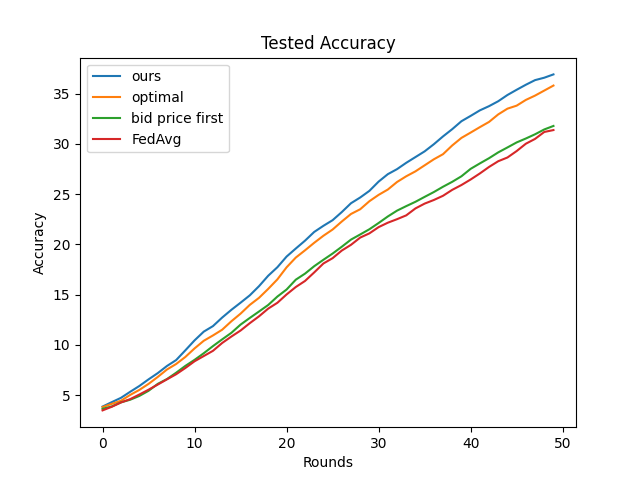 Tested Accuracy
ours
optimal
bid price first
FedAvg
Accuracy
35
30
25
20
15
10
5
0 10 20 30 40 50
Rounds